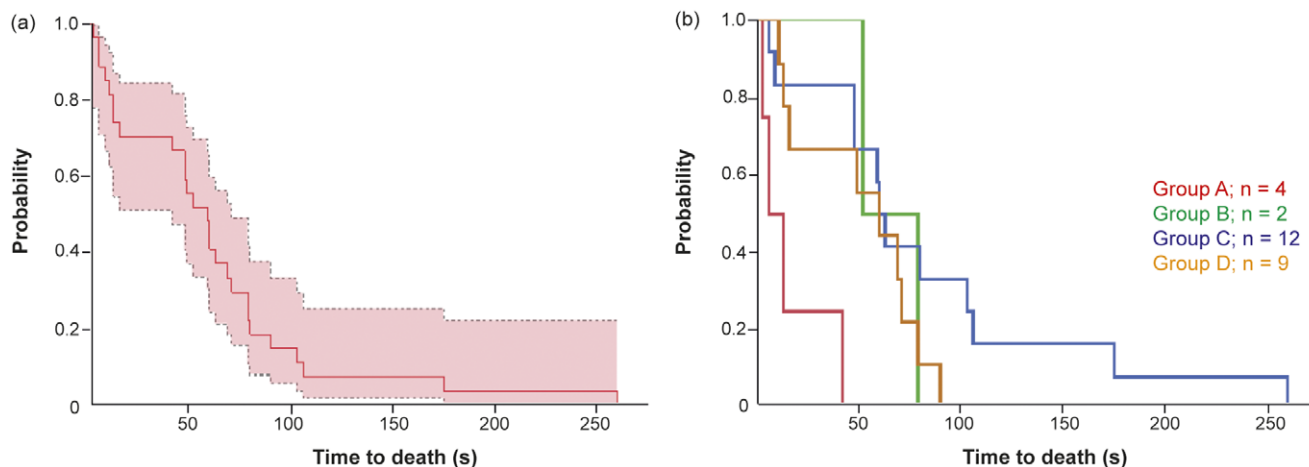 (a)
1.0
0.8
0.6
0.4
0.2
0
Probability
50
100
150
200
250
Time to death (s)
(b)
1.0
0.8
0.6
0.4
0.2
0
Probability
50
100
150
200
250
Time to death (s)
Group A; n = 4
Group B; n = 2
Group C; n = 12
Group D; n = 9